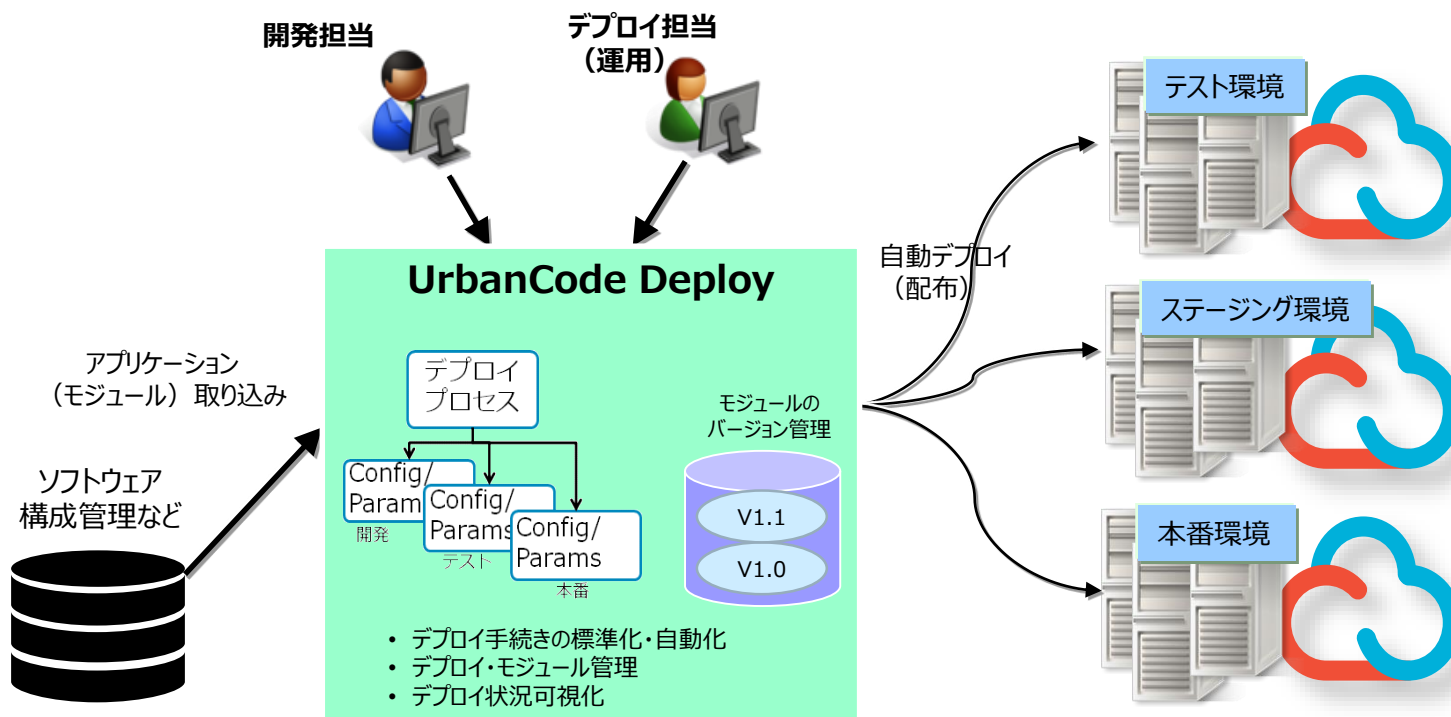 開発担当
デプロイ担当
（運用）
アプリケーション
（モジュール）取り込み
ソフトウェア
構成管理など
UrbanCode Deploy
デプロイ
プロセス
Config/
Param
開発
Config/
Params
テスト
Config/
Params
本番
モジュールの
バージョン管理
V1.1
V1.0
• デプロイ手続きの標準化・自動化
• デプロイ・モジュール管理
• デプロイ状況可視化
自動デプロイ
（配布）
テスト環境
ステージング環境
本番環境